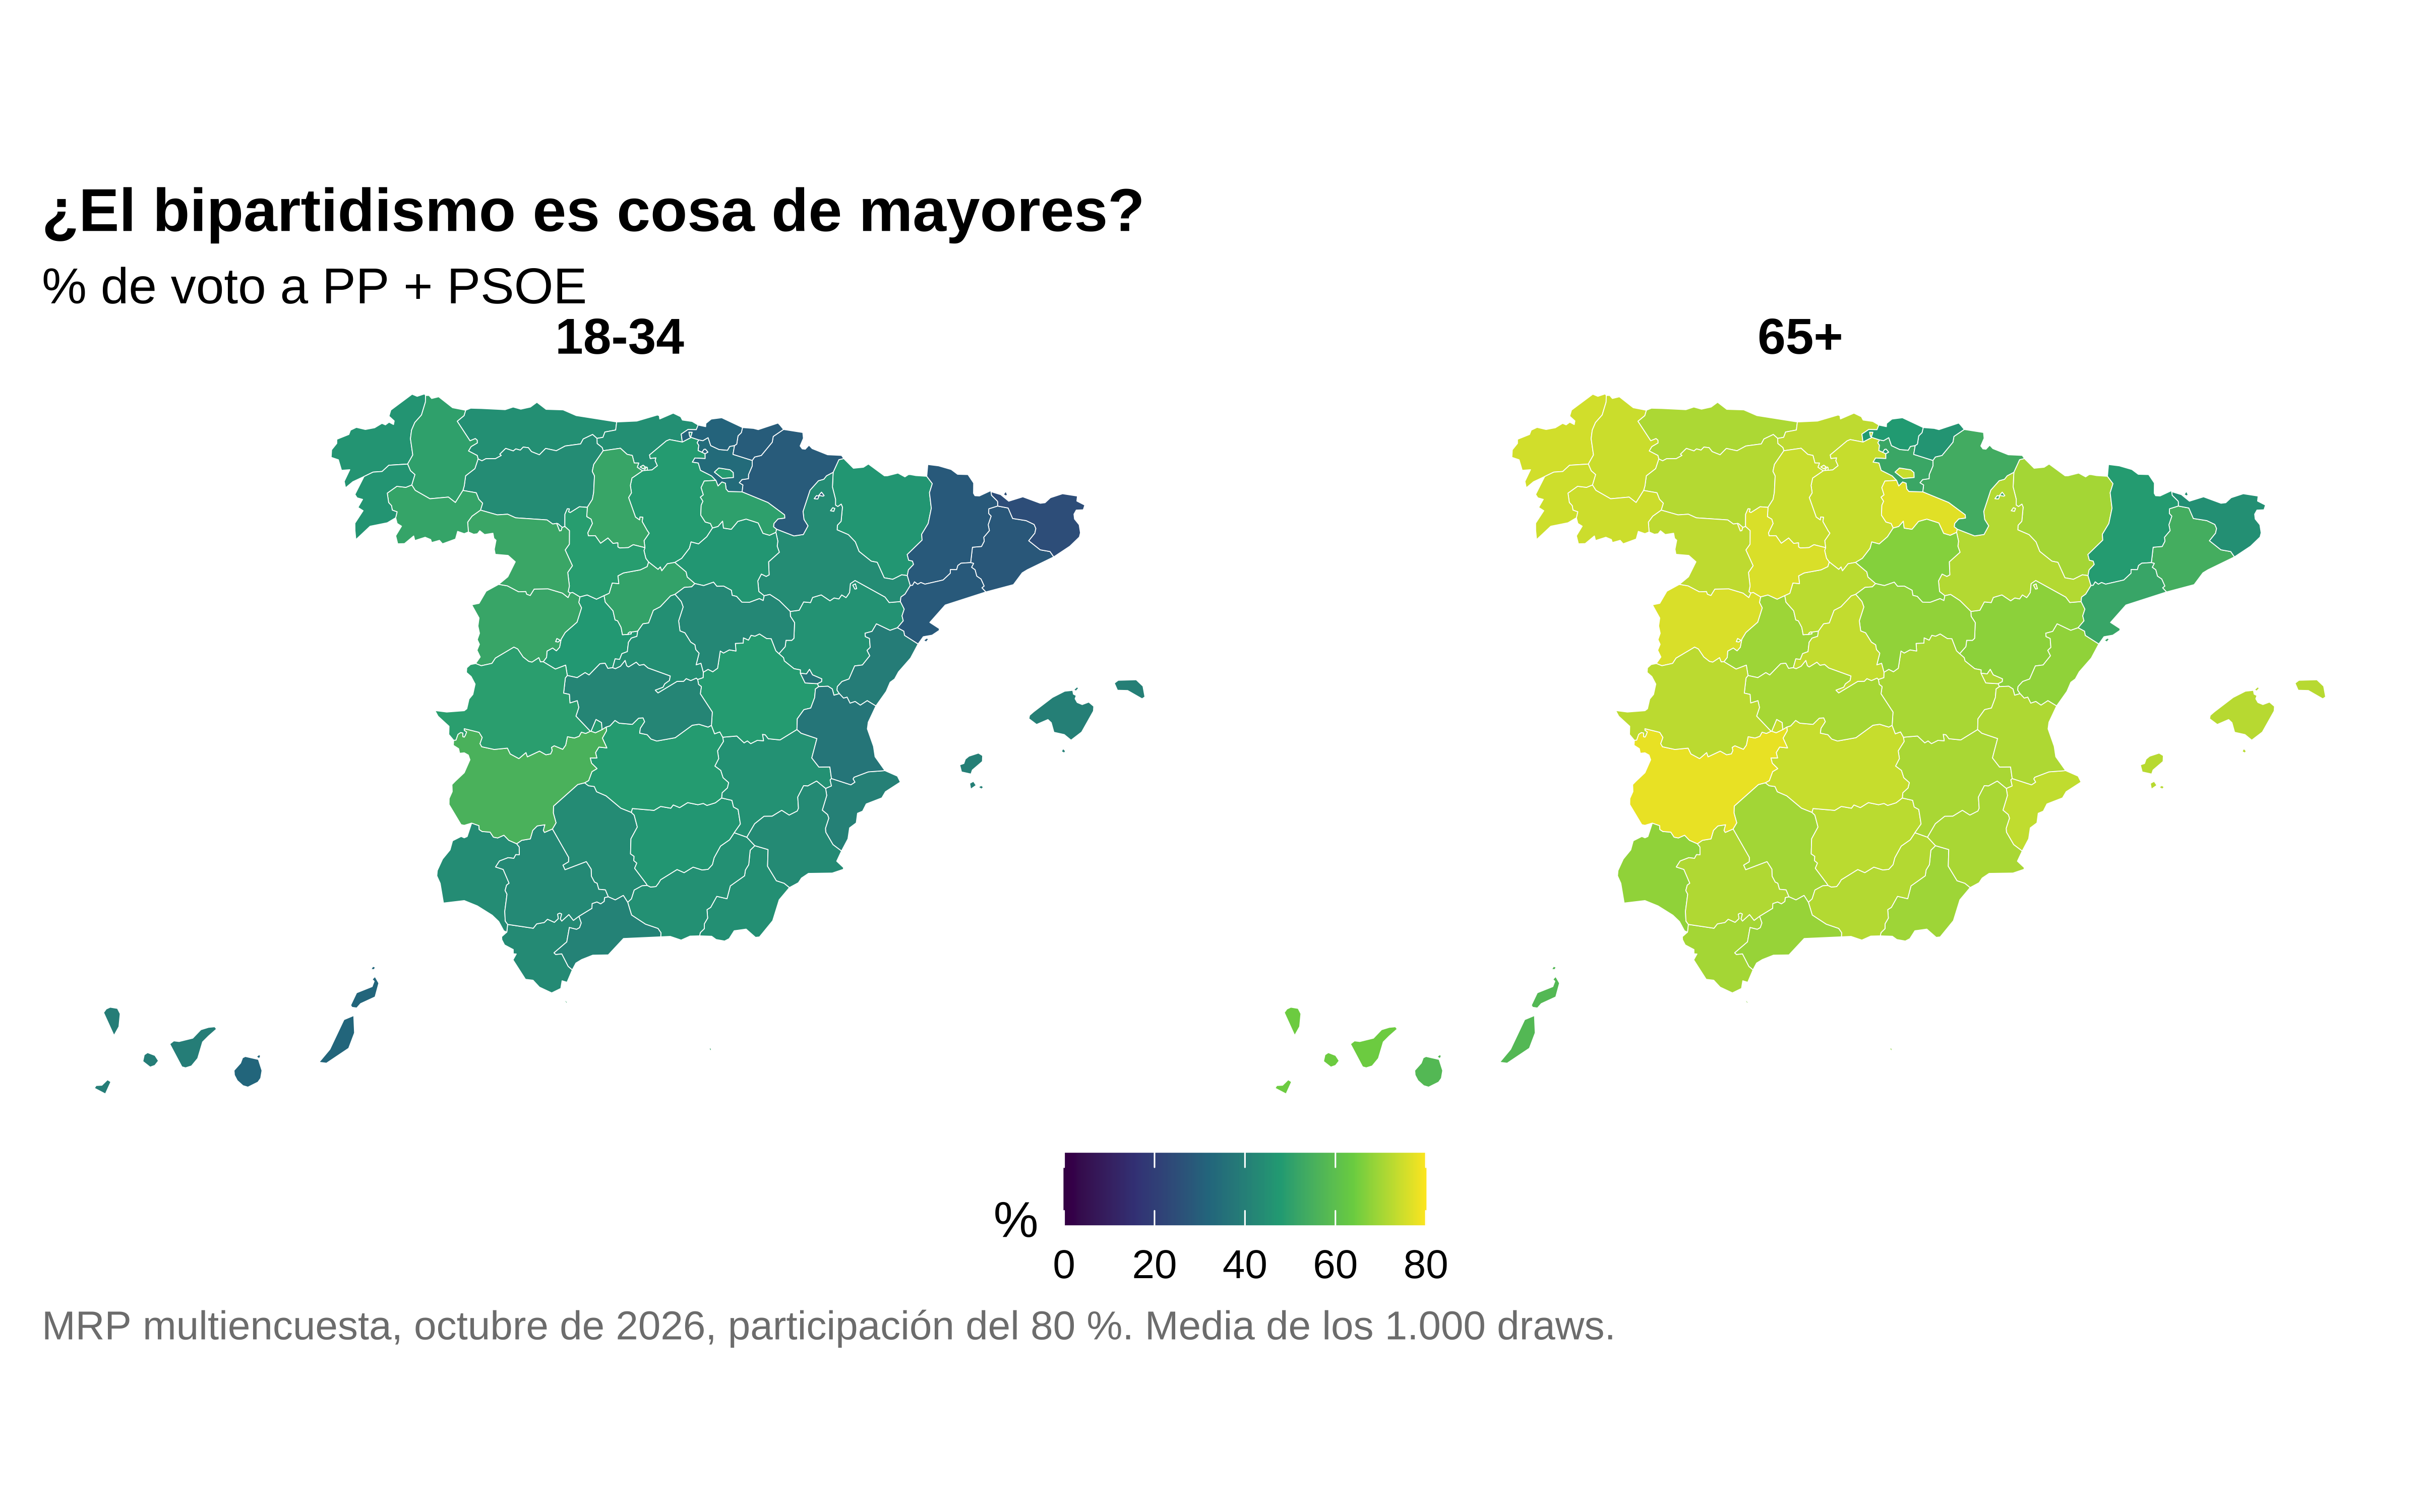 ¿El bipartidismo es cosa de mayores?
% de voto a PP + PSOE
18-34
65+
%
0 20 40 60 80
MRP multiencuesta, octubre de 2026, participación del 80 %. Media de los 1.000 draws.